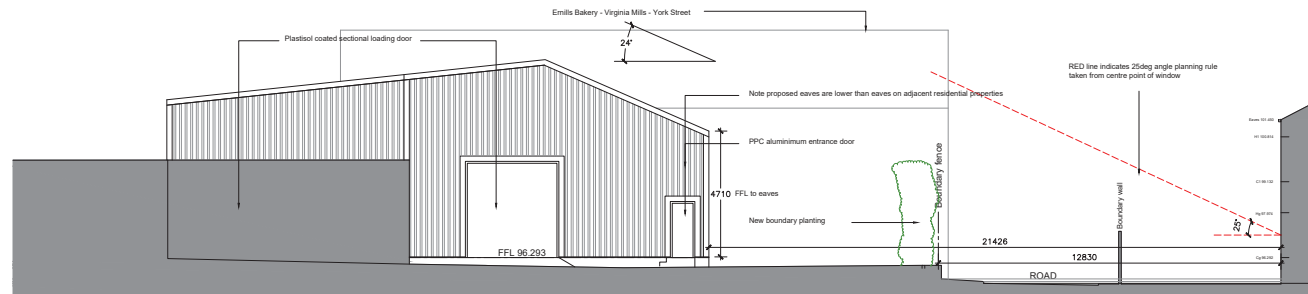 Emills Bakery - Virginia Mills - York Street
Plastisol coated sectional loading door
24°
RED line indicates 25deg angle planning rule
taken from centre point of window
Note proposed eaves are lower than eaves on adjacent residential properties
PPC aluminimum entrance door
4710 FFL to eaves
New boundary planting
Boundary fence
Boundary wall
25°
21426
12830
FFL 96.293
ROAD